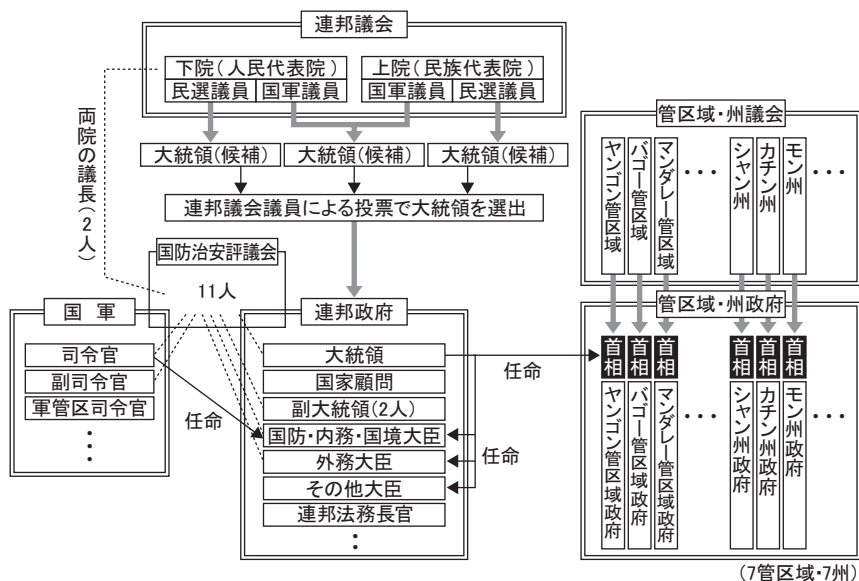 連邦議会
下院(人民代表院)
上院(民族代表院)
民選議員
国軍議員
国軍議員
民選議員
両院の議長(2人)
大統領(候補)
大統領(候補)
大統領(候補)
連邦議会議員による投票で大統領を選出
国防治安評議会
11人
国軍
司令官
副司令官
軍管区司令官
・・・
任命
連邦政府
大統領
国家顧問
副大統領(2人)
国防・内務・国境大臣
外務大臣
その他大臣
連邦法務長官
・・・
任命
任命
管区域・州議会
ヤンゴン管区域
バゴー管区域
マンダレー管区域
・・・
シャン州
カチン州
モン州
・・・
管区域・州政府
首相
首相
首相
首相
首相
首相
ヤンゴン管区域政府
バゴー管区域政府
マンダレー管区域政府
・・・
シャン州政府
カチン州政府
モン州政府
・・・
(7管区域・7州)